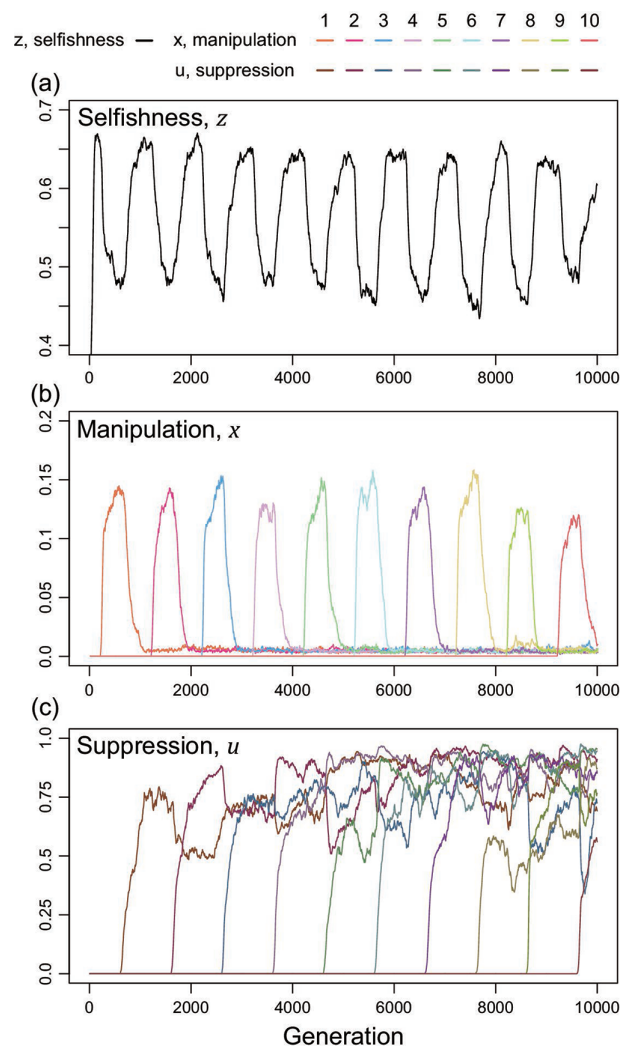 1 2 3 4 5 6 7 8 9 10
z, selfishness x, manipulation
u, suppression
(a)
Selfishness, z
0.7
0.6
0.5
0.4
0 2000 4000 6000 8000 10000
(b)
Manipulation, x
0.2
0.15
0.1
0.05
0.0
0 2000 4000 6000 8000 10000
(c)
Suppression, u
1.0
0.75
0.5
0.25
0.0
0 2000 4000 6000 8000 10000
Generation